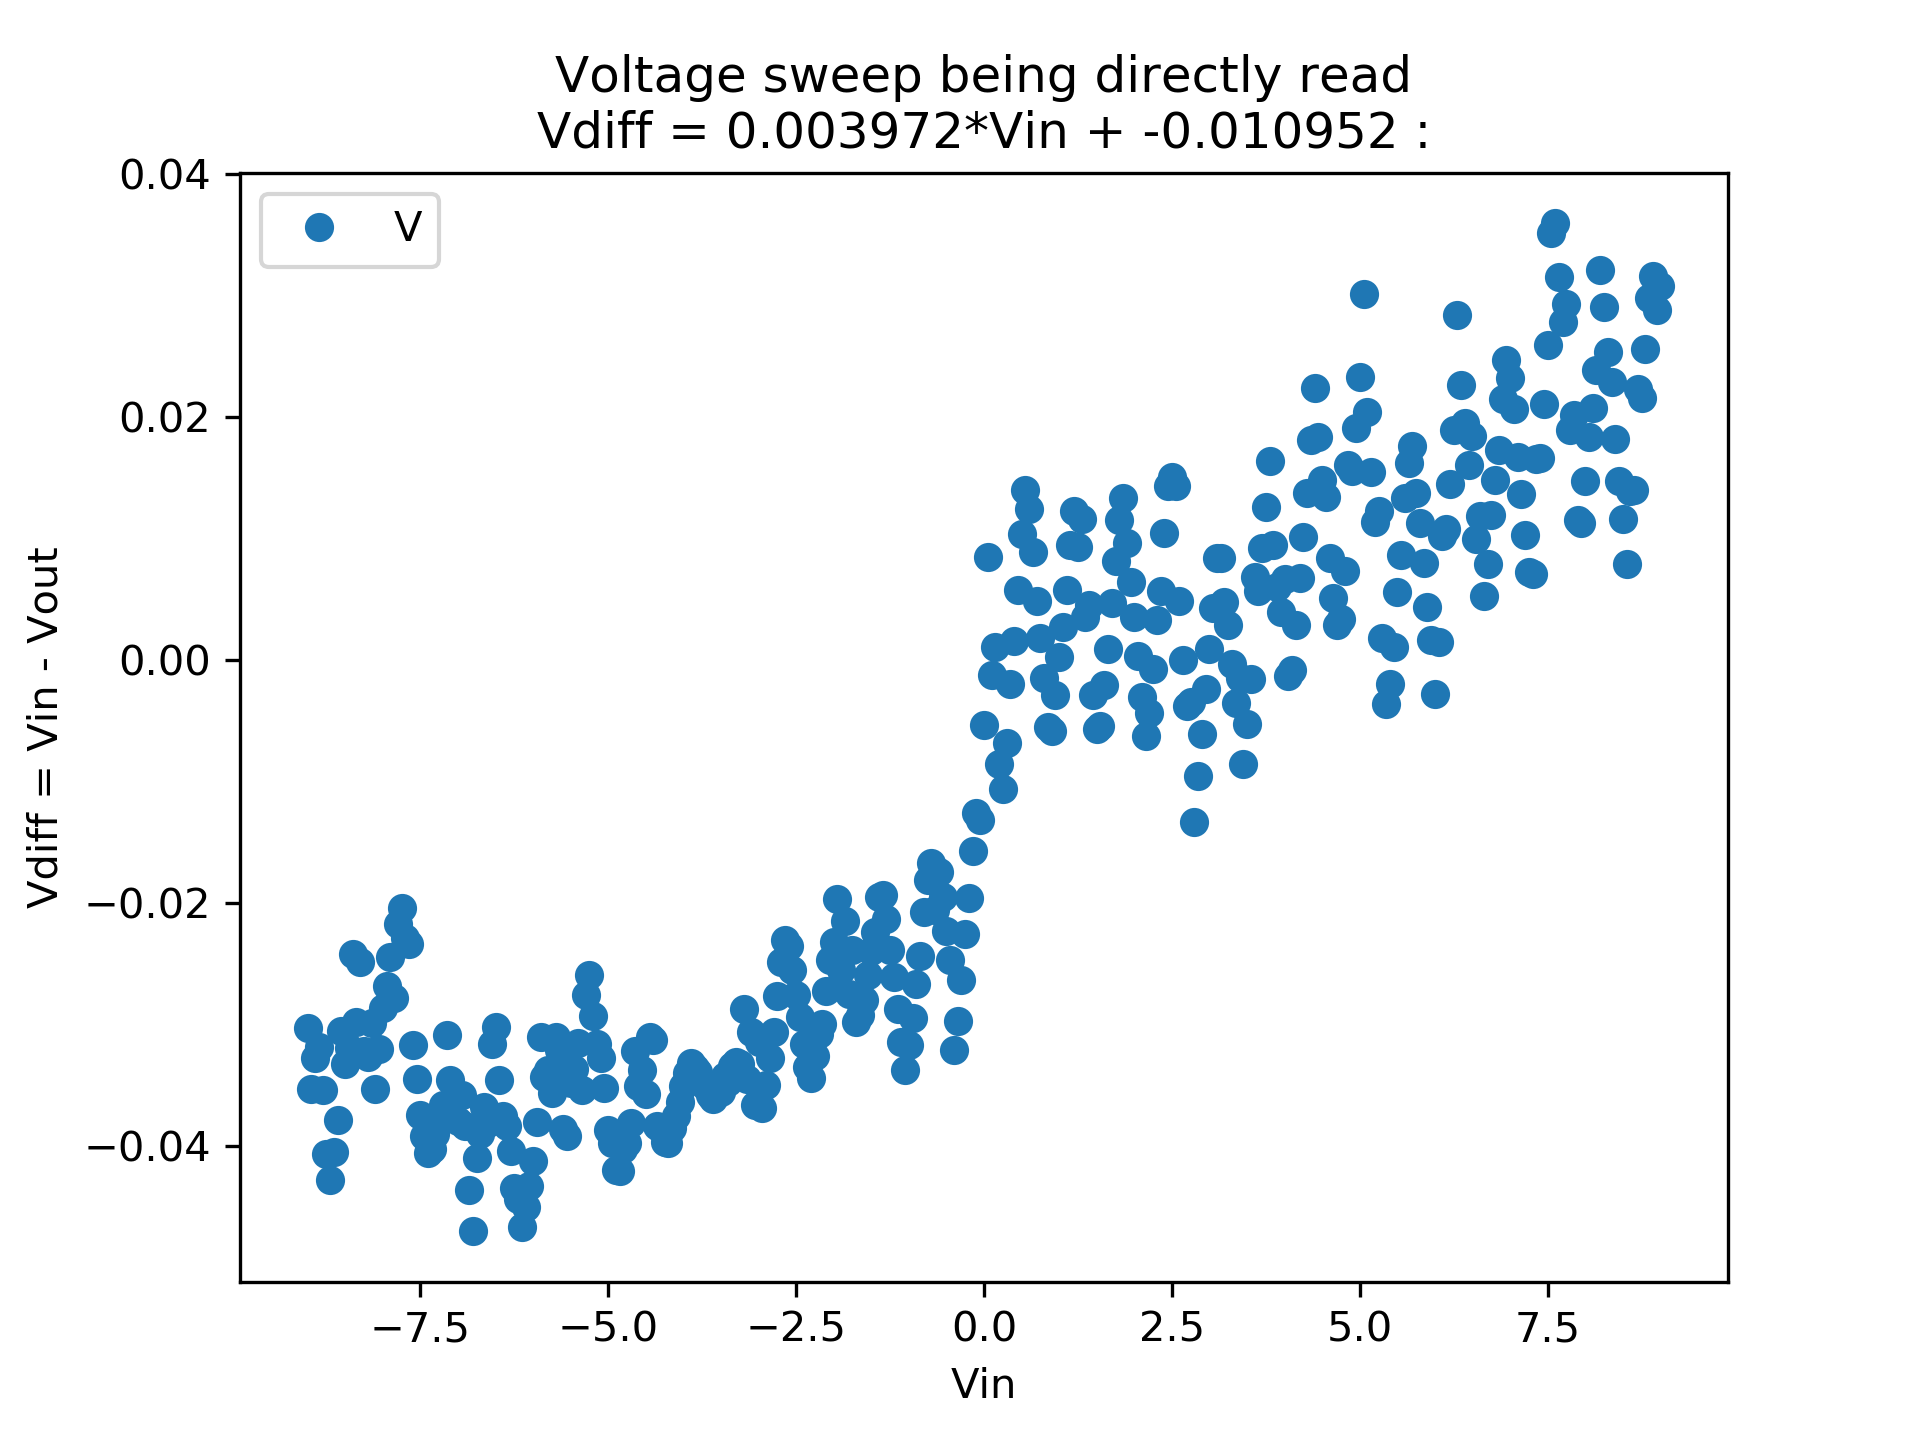 Voltage sweep being directly read
Vdiff = 0.003972*Vin + -0.010952 :
V
Vdiff = Vin - Vout
0.04
0.02
0.00
−0.02
−0.04
−7.5
−5.0
−2.5
0.0
2.5
5.0
7.5
Vin